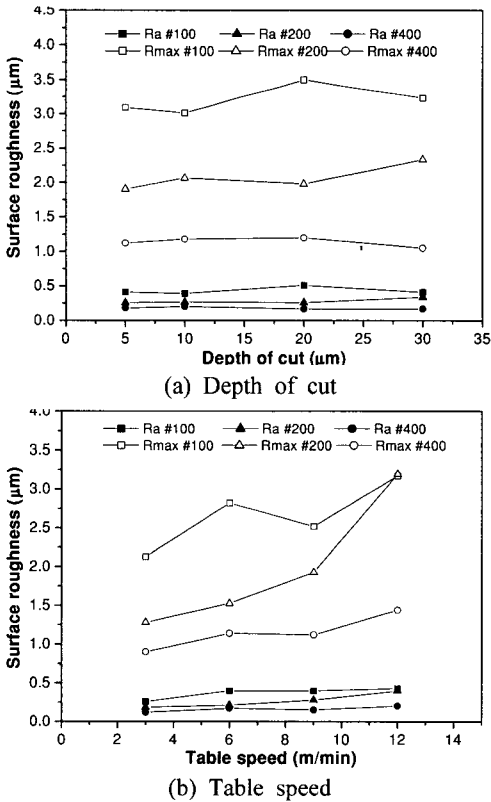 4.5
4.0
3.5
3.0
2.5
2.0
1.5
1.0
0.5
0.0
Surface roughness (μm)
Ra #100 Ra #200 Ra #400
Rmax #100 Rmax #200 Rmax #400
0 5 10 15 20 25 30 35
Depth of cut (μm)
(a) Depth of cut
4.0
3.5
3.0
2.5
2.0
1.5
1.0
0.5
0.0
Surface roughness (μm)
Ra #100 Ra #200 Ra #400
Rmax #100 Rmax #200 Rmax #400
0 2 4 6 8 10 12 14
Table speed (m/min)
(b) Table speed